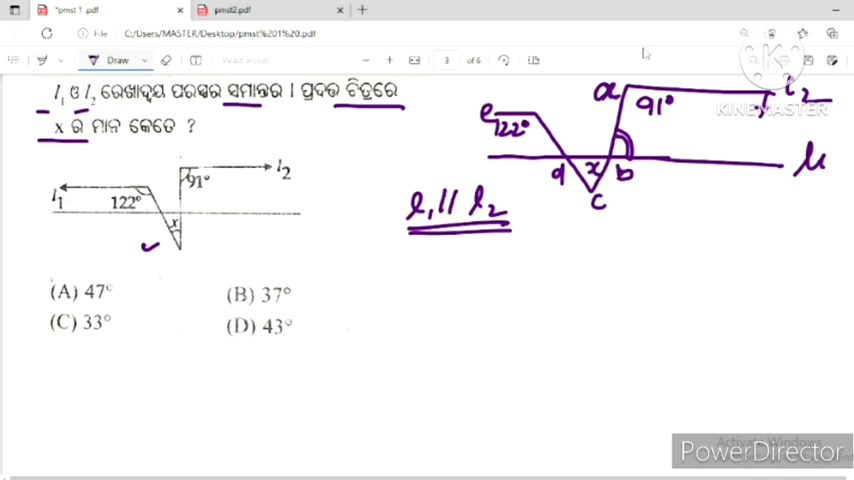 *pmst 1 .pdf
pmst2.pdf
File
C:/Users/MASTER/Desktop/pmst%201%20.pdf
Draw
Read aloud
3 of 6
l1 ଓ l2 ରେଖାଦ୍ୱୟ ପରସ୍ପର ସମାନ୍ତର । ପ୍ରଦତ୍ତ ଚିତ୍ରରେ
x ର ମାନ କେତେ ?
l1
122°
91°
l2
x
(A) 47°
(B) 37°
(C) 33°
(D) 43°
e
122°
a
91°
l2
d
x
b
c
l1 // l2
KINEMASTER
Activate Windows
PowerDirector